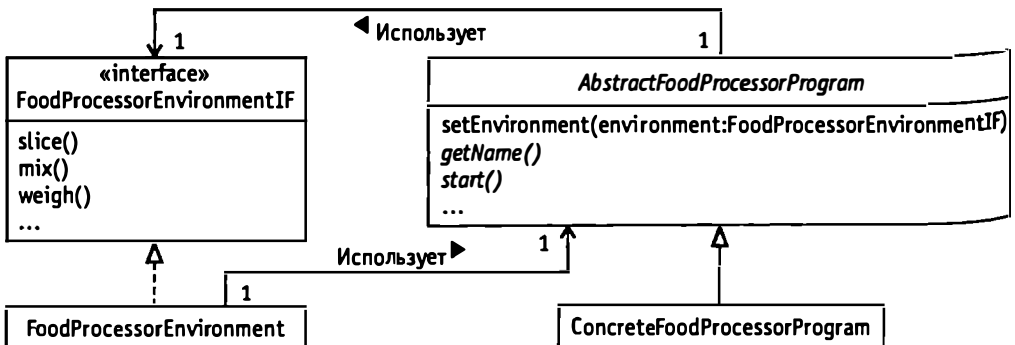 ◀ Использует
1
1
«interface»
FoodProcessorEnvironmentIF
slice()
mix()
weigh()
...
AbstractFoodProcessorProgram
setEnvironment(environment:FoodProcessorEnvironmentIF)
getName()
start()
...
Использует ▶
1
1
FoodProcessorEnvironment
ConcreteFoodProcessorProgram